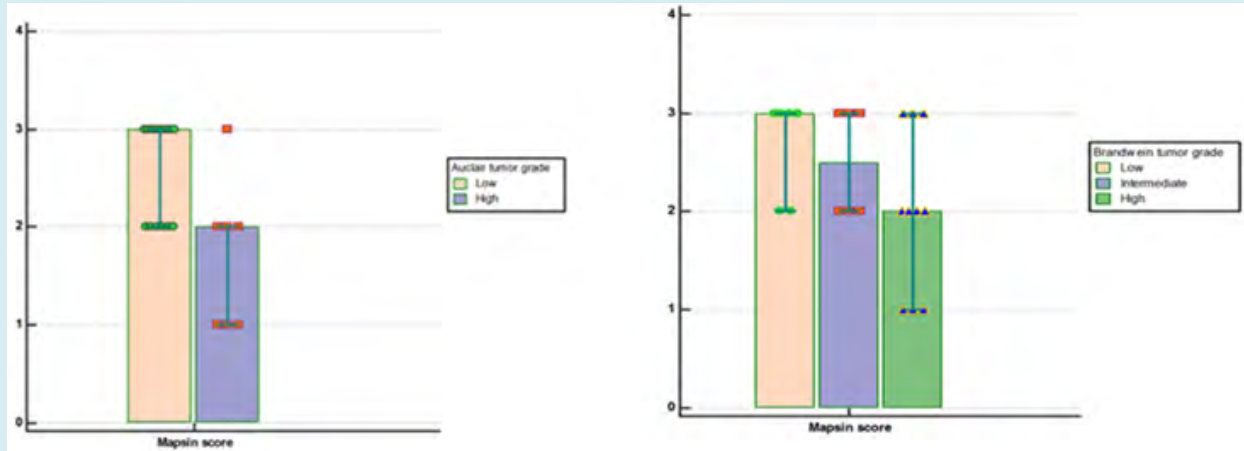 4
3
2
1
0
Mapsin score
Auclair tumor grade
Low
High
4
3
2
1
0
Mapsin score
Brandwein tumor grade
Low
Intermediate
High